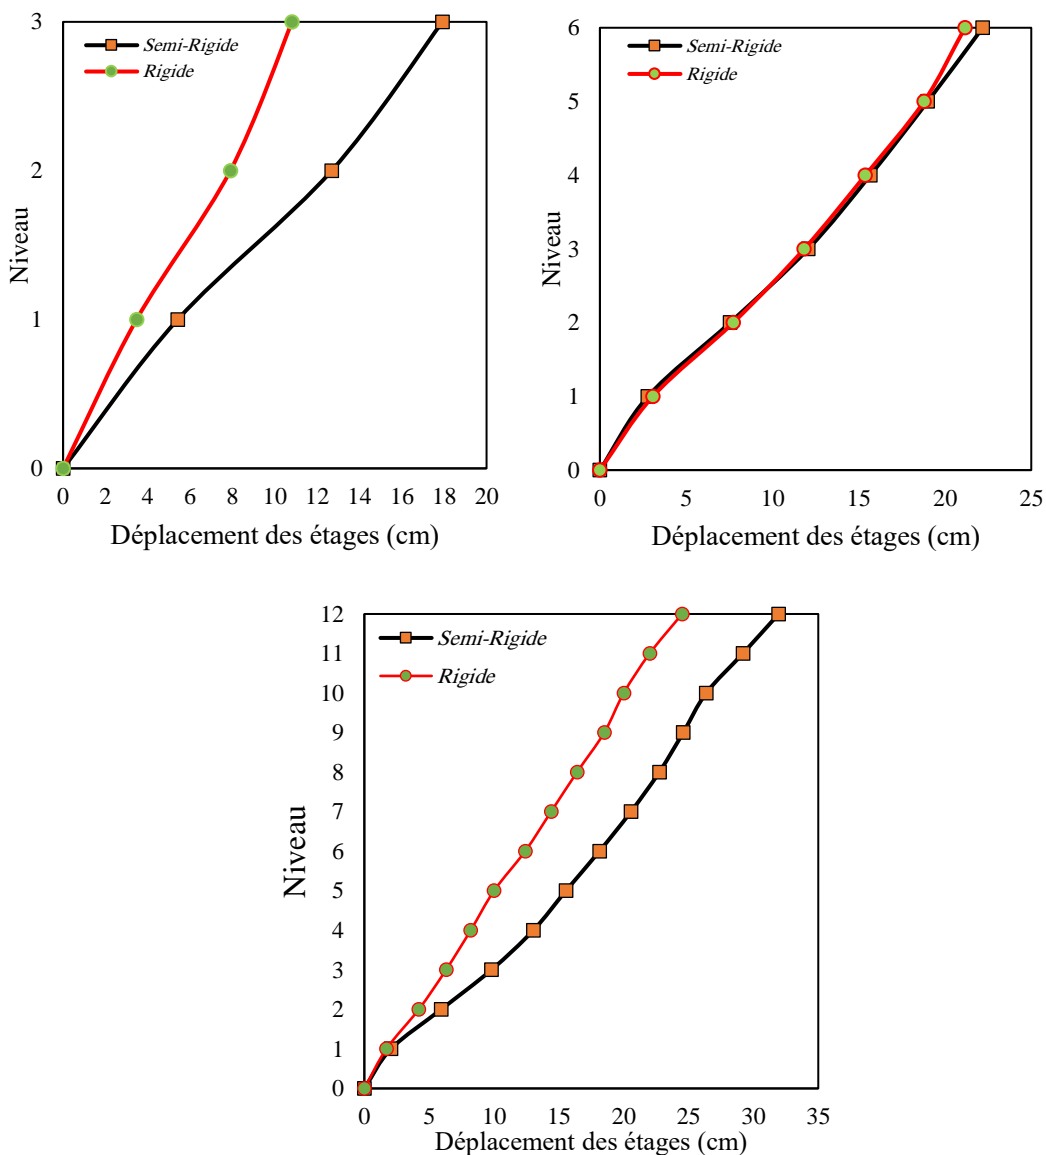 3
2
1
0
Niveau
Semi-Rigide
Rigide
0 2 4 6 8 10 12 14 16 18 20
Déplacement des étages (cm)
6
5
4
3
2
1
0
Niveau
Semi-Rigide
Rigide
0 5 10 15 20 25
Déplacement des étages (cm)
12
11
10
9
8
7
6
5
4
3
2
1
0
Niveau
Semi-Rigide
Rigide
0 5 10 15 20 25 30 35
Déplacement des étages (cm)